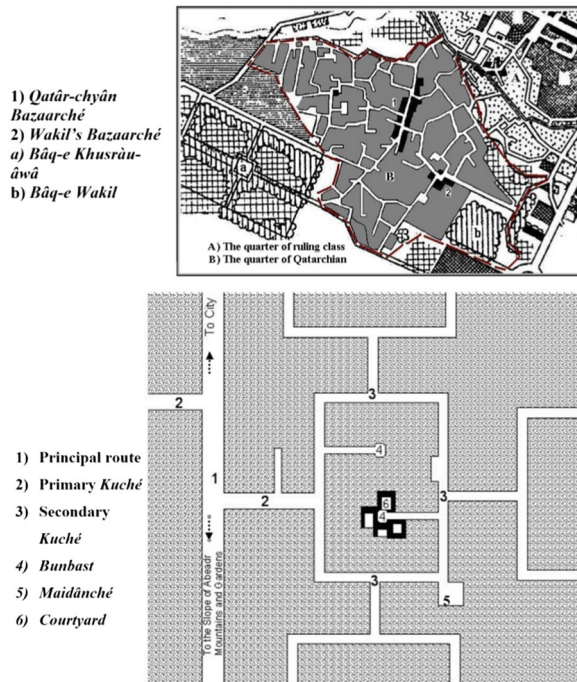 1) Qatâr-chyân
Bazaarché
2) Wakil's Bazaarché
a) Bâq-e Khusràu-
âwâ
b) Bâq-e Wakil
A
1
a
B
2
b
A) The quarter of ruling class
B) The quarter of Qatarchian
To City
2
3
1) Principal route
2) Primary Kuché
3) Secondary
Kuché
4) Bunbast
5) Maidânché
6) Courtyard
1
4
2
6
3
4
3
5
To the Slope of Abeadr
Mountains and Gardens